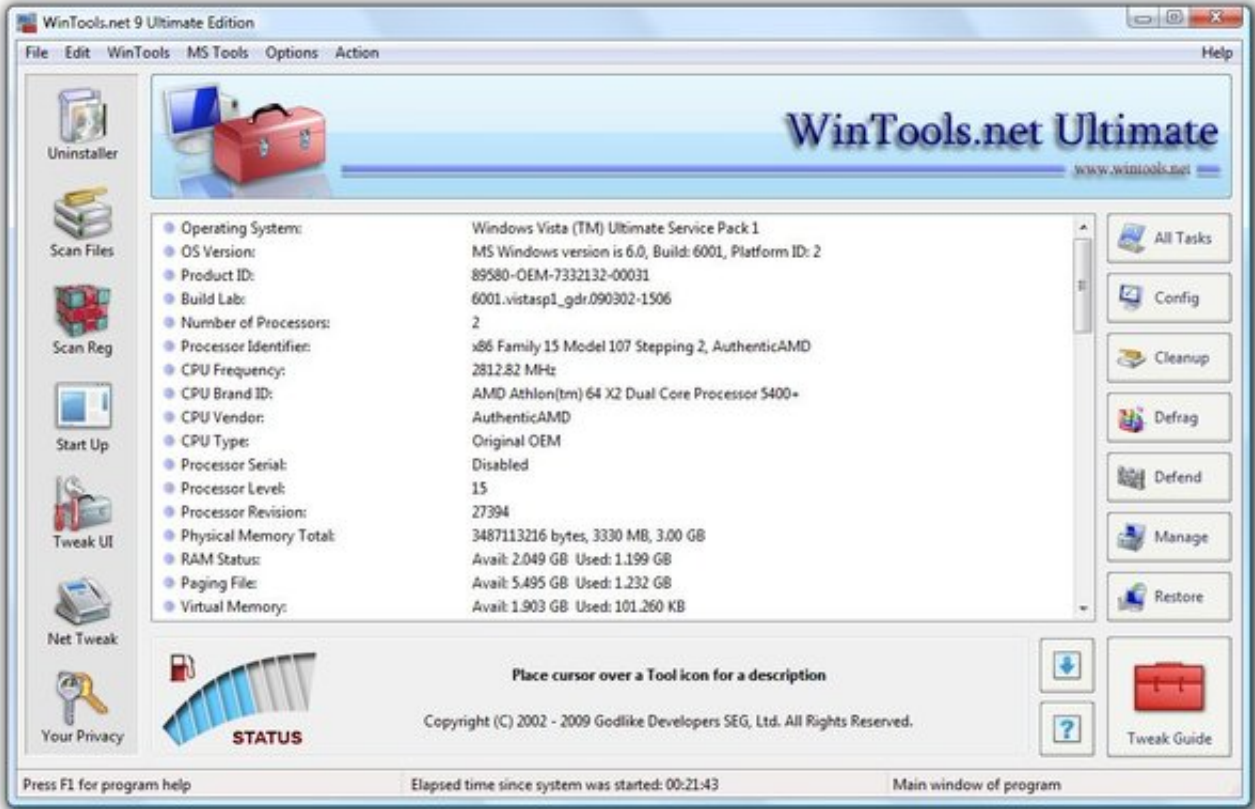 WinTools.net 9 Ultimate Edition
File Edit WinTools MS Tools Options Action Help
WinTools.net Ultimate
www.wintools.net
Uninstaller
Scan Files
Scan Reg
Start Up
Tweak UI
Net Tweak
Your Privacy
Operating System: Windows Vista (TM) Ultimate Service Pack 1
OS Version: MS Windows version is 6.0, Build: 6001, Platform ID: 2
Product ID: 89580-OEM-7332132-00031
Build Lab: 6001.vistasp1_gdr.090302-1506
Number of Processors: 2
Processor Identifier: x86 Family 15 Model 107 Stepping 2, AuthenticAMD
CPU Frequency: 2812.82 MHz
CPU Brand ID: AMD Athlon(tm) 64 X2 Dual Core Processor 5400+
CPU Vendor: AuthenticAMD
CPU Type: Original OEM
Processor Serial: Disabled
Processor Level: 15
Processor Revision: 27394
Physical Memory Total: 3487113216 bytes, 3330 MB, 3.00 GB
RAM Status: Avail: 2.049 GB Used: 1.199 GB
Paging File: Avail: 5.495 GB Used: 1.232 GB
Virtual Memory: Avail: 1.903 GB Used: 101.260 KB
All Tasks
Config
Cleanup
Defrag
Defend
Manage
Restore
Tweak Guide
STATUS
Place cursor over a Tool icon for a description
Copyright (C) 2002 - 2009 Godlike Developers SEG, Ltd. All Rights Reserved.
?
Press F1 for program help
Elapsed time since system was started: 00:21:43
Main window of program